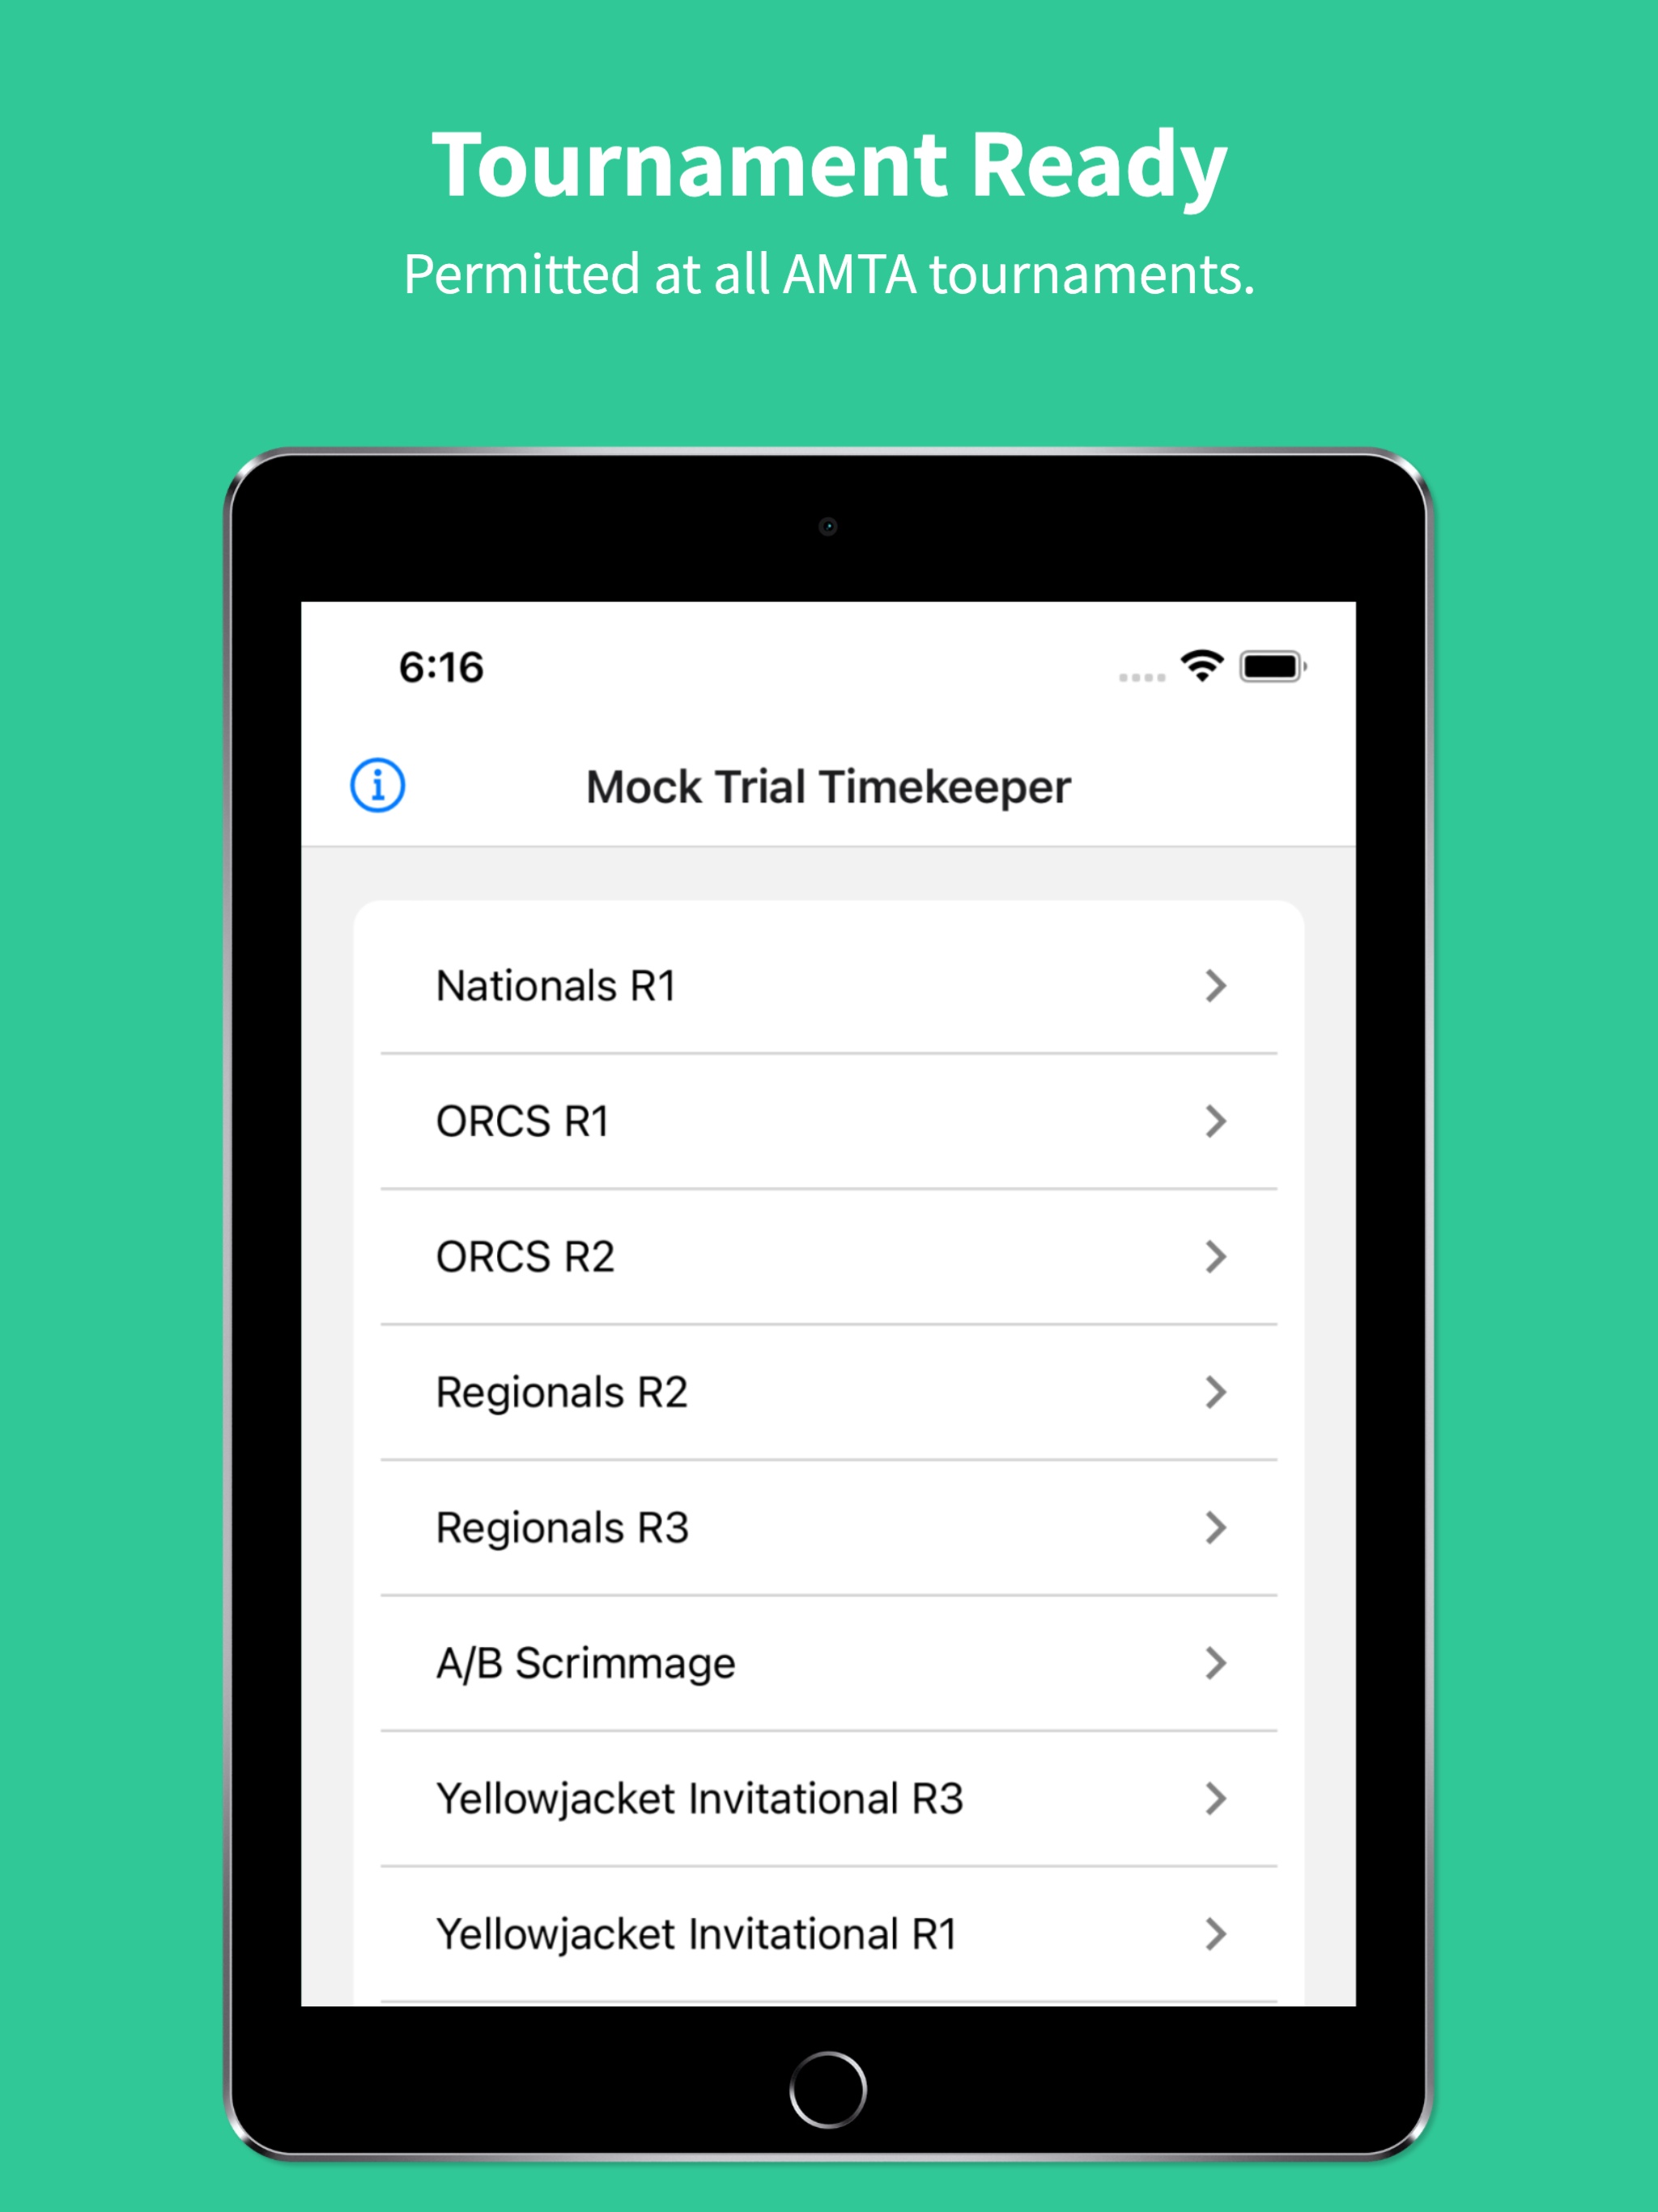 Tournament Ready
Permitted at all AMTA tournaments.
6:16
Mock Trial Timekeeper
Nationals R1
ORCS R1
ORCS R2
Regionals R2
Regionals R3
A/B Scrimmage
Yellowjacket Invitational R3
Yellowjacket Invitational R1